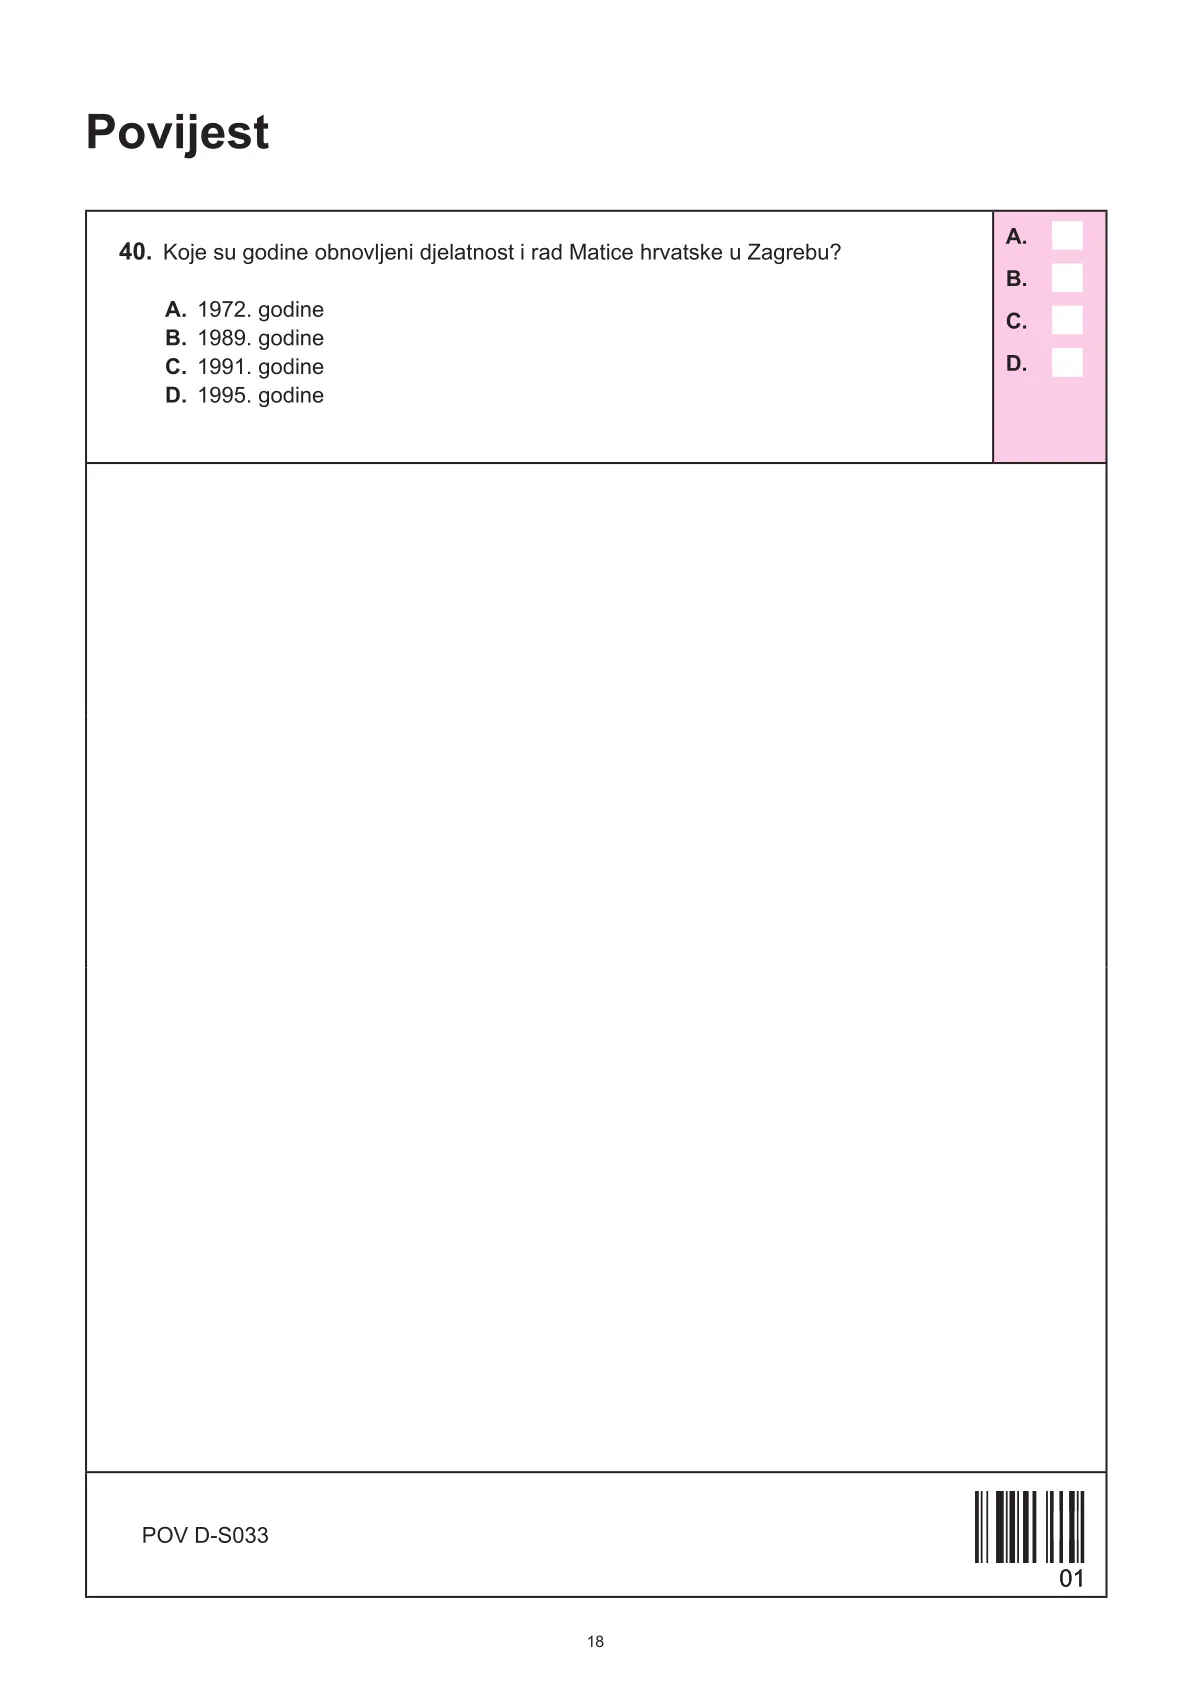 Povijest
40. Koje su godine obnovljeni djelatnost i rad Matice hrvatske u Zagrebu?
A. 1972. godine
B. 1989. godine
C. 1991. godine
D. 1995. godine
A.
B.
C.
D.
POV D-S033
01
18